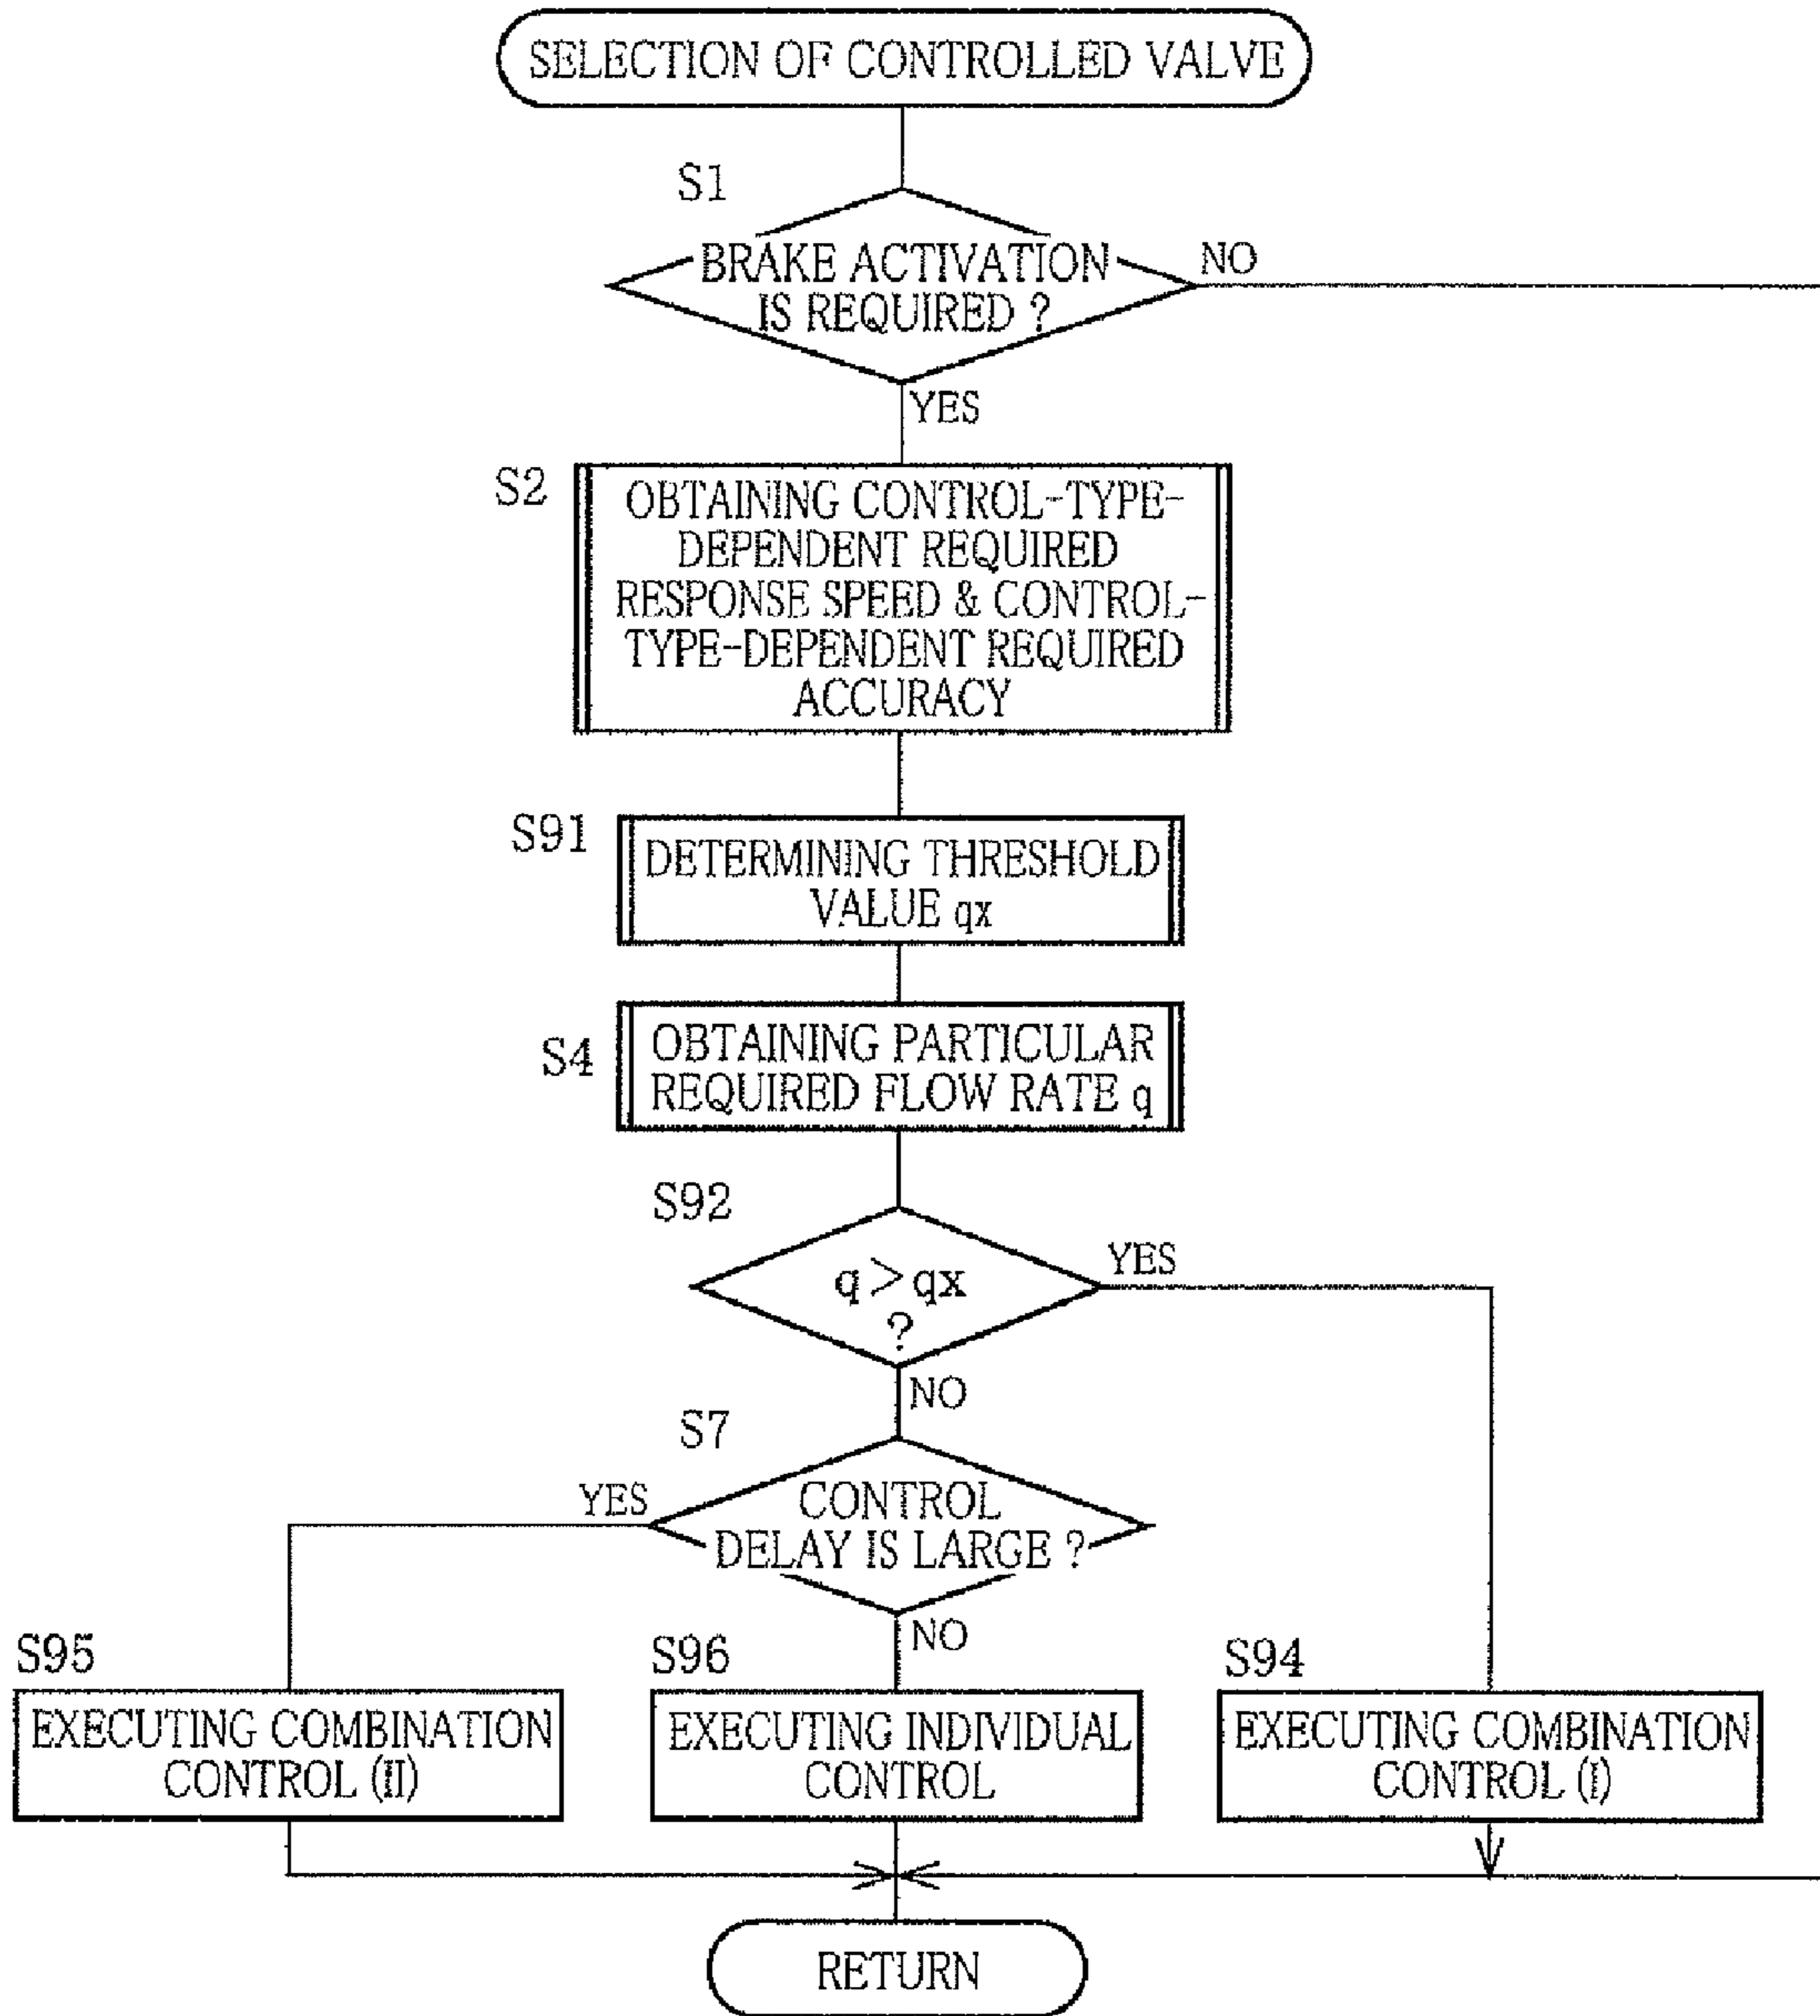 SELECTION OF CONTROLLED VALVE
S1
BRAKE ACTIVATION
IS REQUIRED ?
NO
YES
S2
OBTAINING CONTROL-TYPE-
DEPENDENT REQUIRED
RESPONSE SPEED & CONTROL-
TYPE-DEPENDENT REQUIRED
ACCURACY
S91
DETERMINING THRESHOLD
VALUE qx
S4
OBTAINING PARTICULAR
REQUIRED FLOW RATE q
S92
q>qx
?
YES
NO
S7
CONTROL
DELAY IS LARGE ?
YES
NO
S95
EXECUTING COMBINATION
CONTROL (II)
S96
EXECUTING INDIVIDUAL
CONTROL
S94
EXECUTING COMBINATION
CONTROL (I)
RETURN